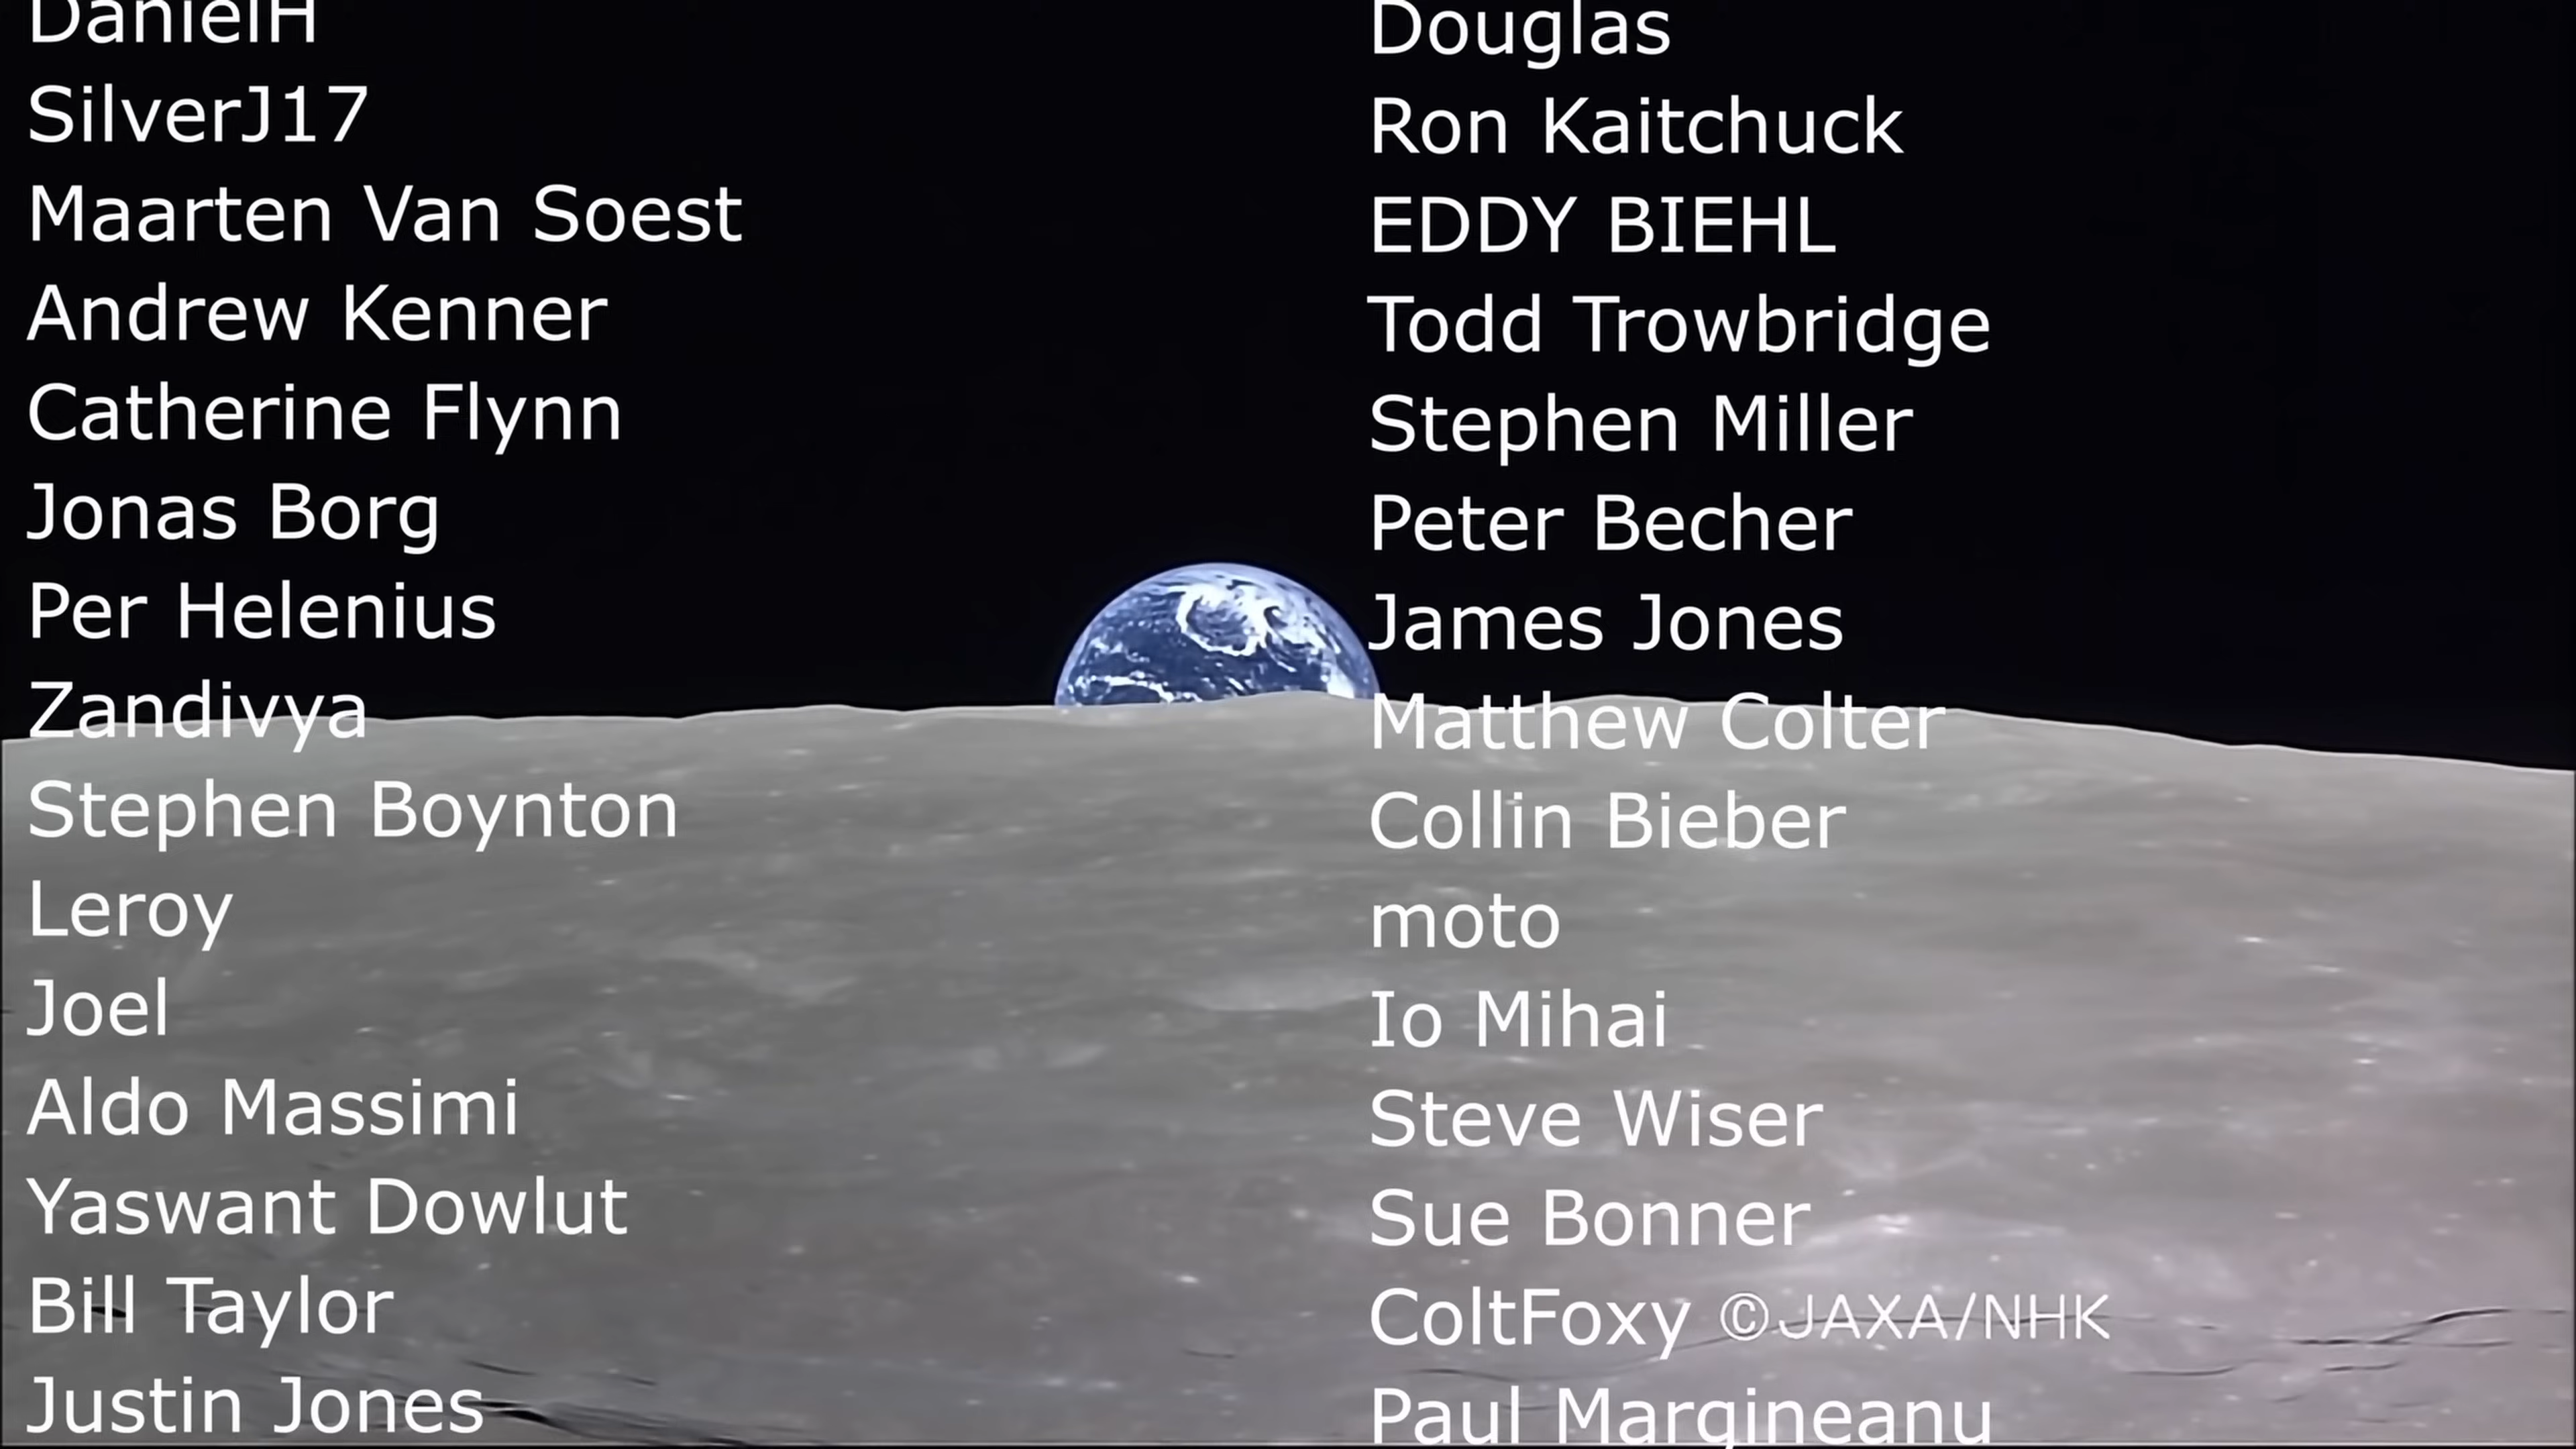 DanielH
SilverJ17
Maarten Van Soest
Andrew Kenner
Catherine Flynn
Jonas Borg
Per Helenius
Zandivya
Stephen Boynton
Leroy
Joel
Aldo Massimi
Yaswant Dowlut
Bill Taylor
Justin Jones
Douglas
Ron Kaitchuck
EDDY BIEHL
Todd Trowbridge
Stephen Miller
Peter Becher
James Jones
Matthew Colter
Collin Bieber
moto
Io Mihai
Steve Wiser
Sue Bonner
ColtFoxy
©JAXA/NHK
Paul Margineanu